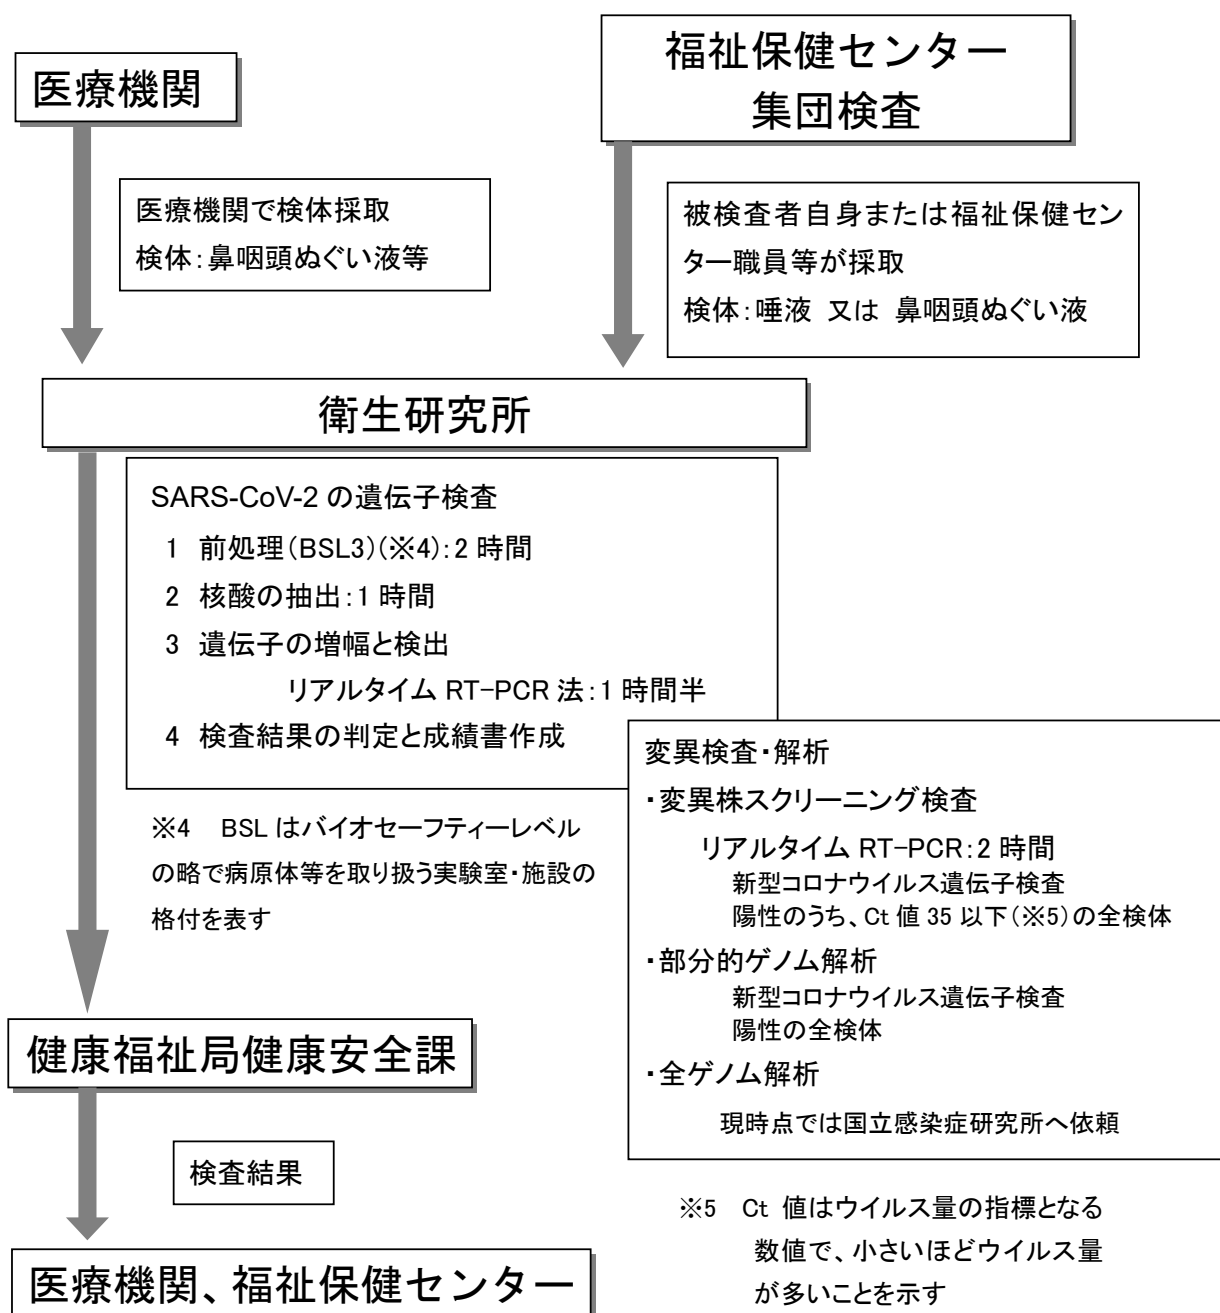 医療機関
福祉保健センター
集団検査
医療機関で検体採取
検体：鼻咽頭ぬぐい液等
被検査者自身または福祉保健セン
ター職員等が採取
検体：唾液 又は 鼻咽頭ぬぐい液
衛生研究所
SARS-CoV-2 の遺伝子検査
1 前処理（BSL3）（※4）：2 時間
2 核酸の抽出：1 時間
3 遺伝子の増幅と検出
リアルタイム RT-PCR 法：1 時間半
4 検査結果の判定と成績書作成
※4 BSL はバイオセーフティーレベル
の略で病原体等を取り扱う実験室・施設の
格付を表す
変異検査・解析
・変異株スクリーニング検査
リアルタイム RT-PCR：2 時間
新型コロナウイルス遺伝子検査
陽性のうち、Ct 値 35 以下（※5）の全検体
・部分的ゲノム解析
新型コロナウイルス遺伝子検査
陽性の全検体
・全ゲノム解析
現時点では国立感染症研究所へ依頼
※5 Ct 値はウイルス量の指標となる
数値で、小さいほどウイルス量
が多いことを示す
健康福祉局健康安全課
検査結果
医療機関、福祉保健センター